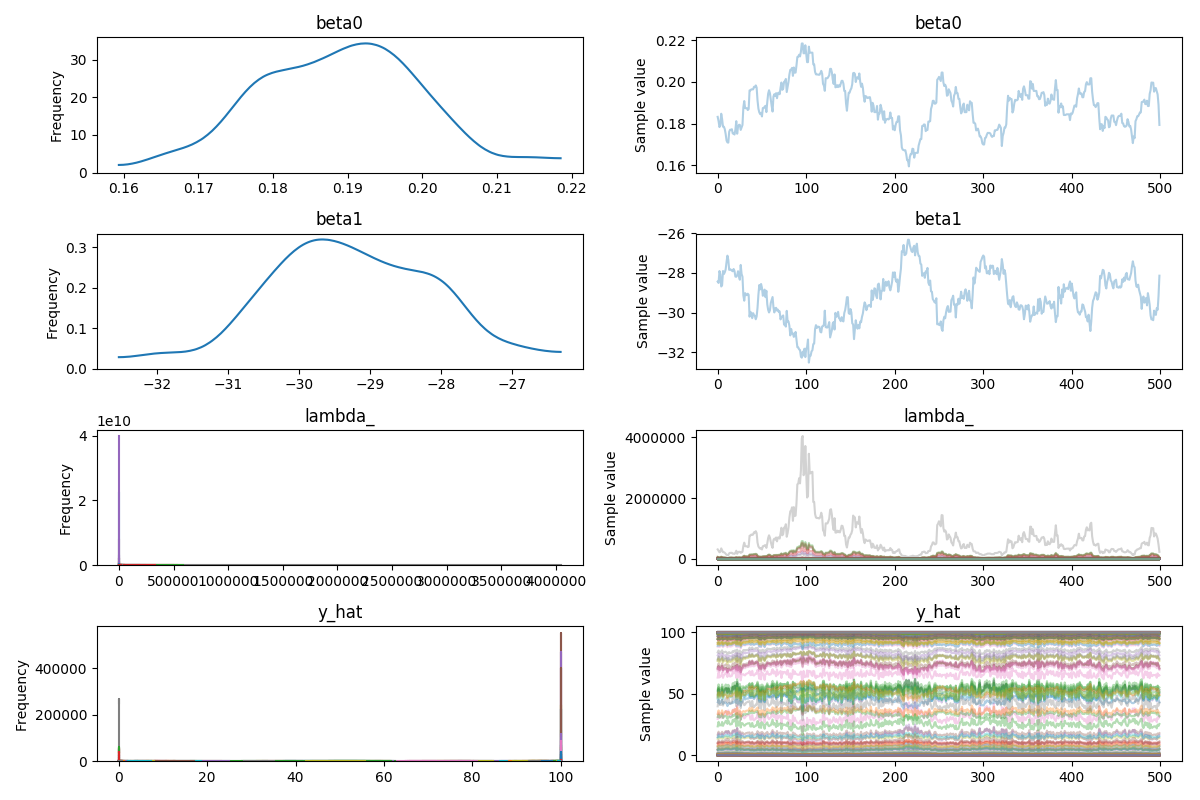 beta0
beta0
Frequency
30
20
10
0
0.16 0.17 0.18 0.19 0.20 0.21 0.22
Sample value
0.22
0.20
0.18
0.16
0 100 200 300 400 500
beta1
beta1
Frequency
0.3
0.2
0.1
0.0
−32 −31 −30 −29 −28 −27
Sample value
−26
−28
−30
−32
0 100 200 300 400 500
lambda_
lambda_
1e10
Frequency
4
2
0
0 500000 1000000 1500000 2000000 2500000 3000000 3500000 4000000
Sample value
4000000
2000000
0
0 100 200 300 400 500
y_hat
y_hat
Frequency
400000
200000
0
0 20 40 60 80 100
Sample value
100
50
0
0 100 200 300 400 500